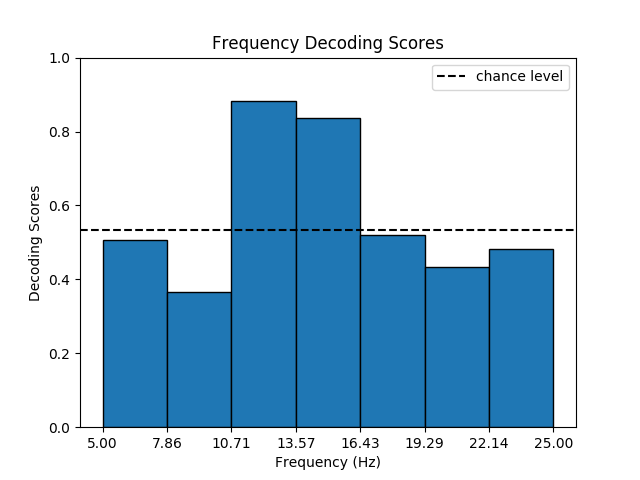 Frequency Decoding Scores
chance level
1.0
0.8
0.6
0.4
0.2
0.0
Decoding Scores
5.00 7.86 10.71 13.57 16.43 19.29 22.14 25.00
Frequency (Hz)